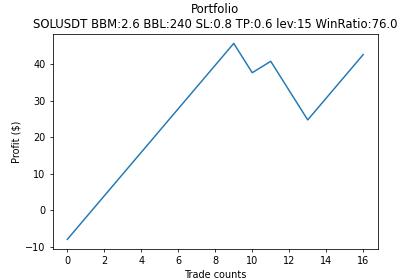 Portfolio
SOLUSDT BBM:2.6 BBL:240 SL:0.8 TP:0.6 lev:15 WinRatio:76.0
40
30
20
10
0
−10
Profit ($)
0 2 4 6 8 10 12 14 16
Trade counts